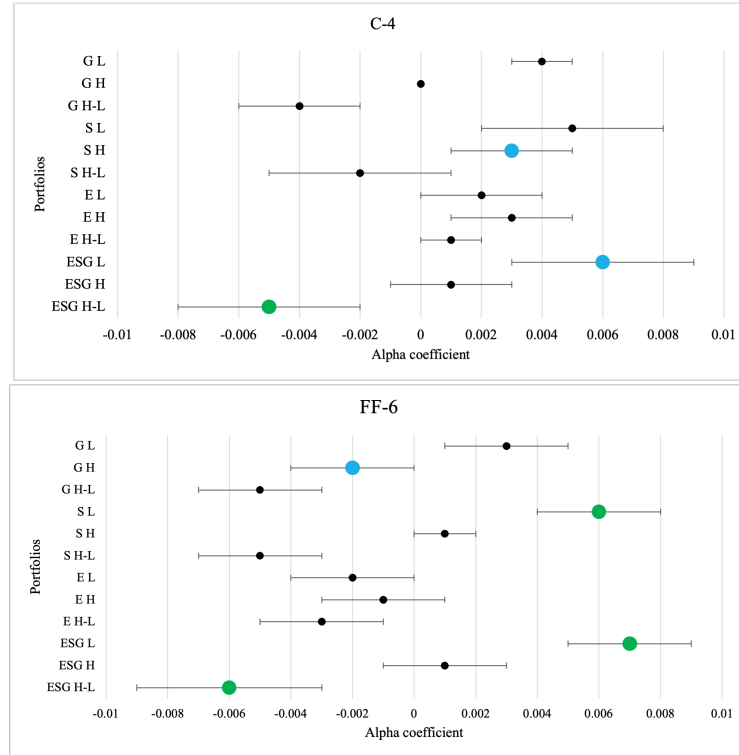 C-4
Portfolios
G L
G H
G H-L
S L
S H
S H-L
E L
E H
E H-L
ESG L
ESG H
ESG H-L
-0.01 -0.008 -0.006 -0.004 -0.002 0 0.002 0.004 0.006 0.008 0.01
Alpha coefficient
FF-6
Portfolios
G L
G H
G H-L
S L
S H
S H-L
E L
E H
E H-L
ESG L
ESG H
ESG H-L
-0.01 -0.008 -0.006 -0.004 -0.002 0 0.002 0.004 0.006 0.008 0.01
Alpha coefficient